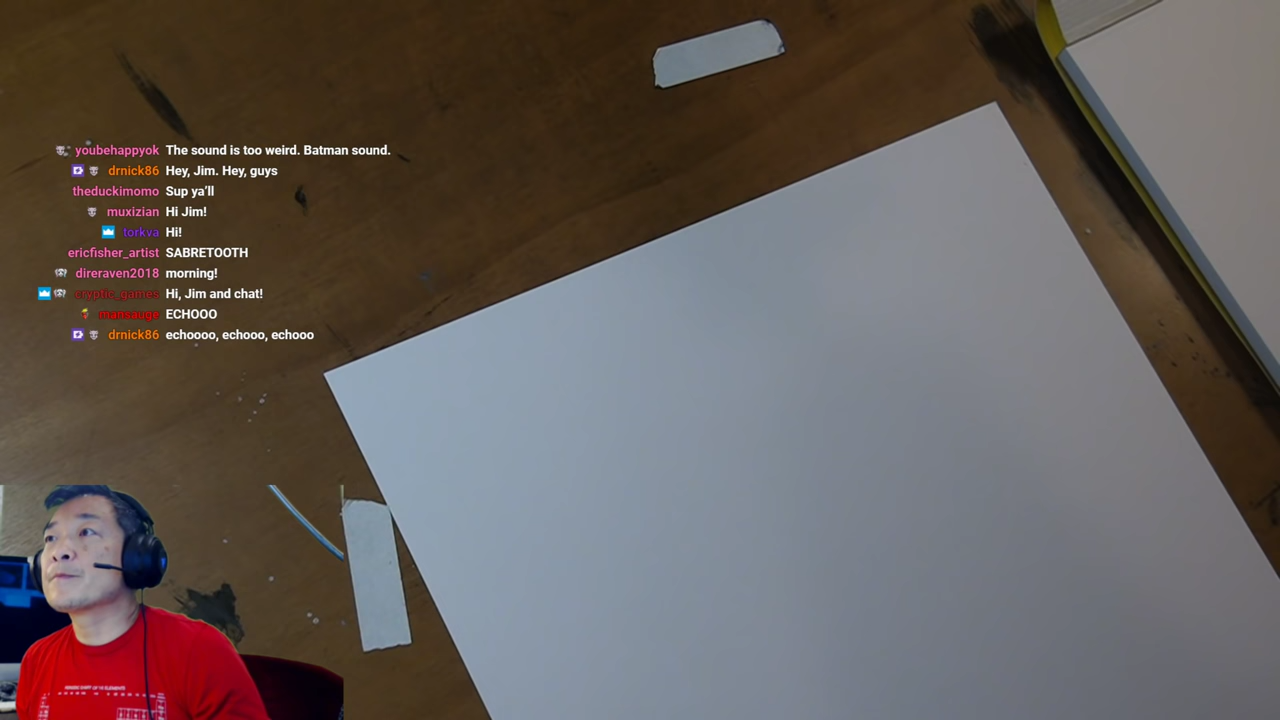 youbehappyok The sound is too weird. Batman sound.
drnick86 Hey, Jim. Hey, guys
theduckimomo Sup ya'll
muxizian Hi Jim!
torkva Hi!
ericfisher_artist SABRETOOTH
direraven2018 morning!
cryptic_games Hi, Jim and chat!
mansauge ECHOOO
drnick86 echoooo, echooo, echooo